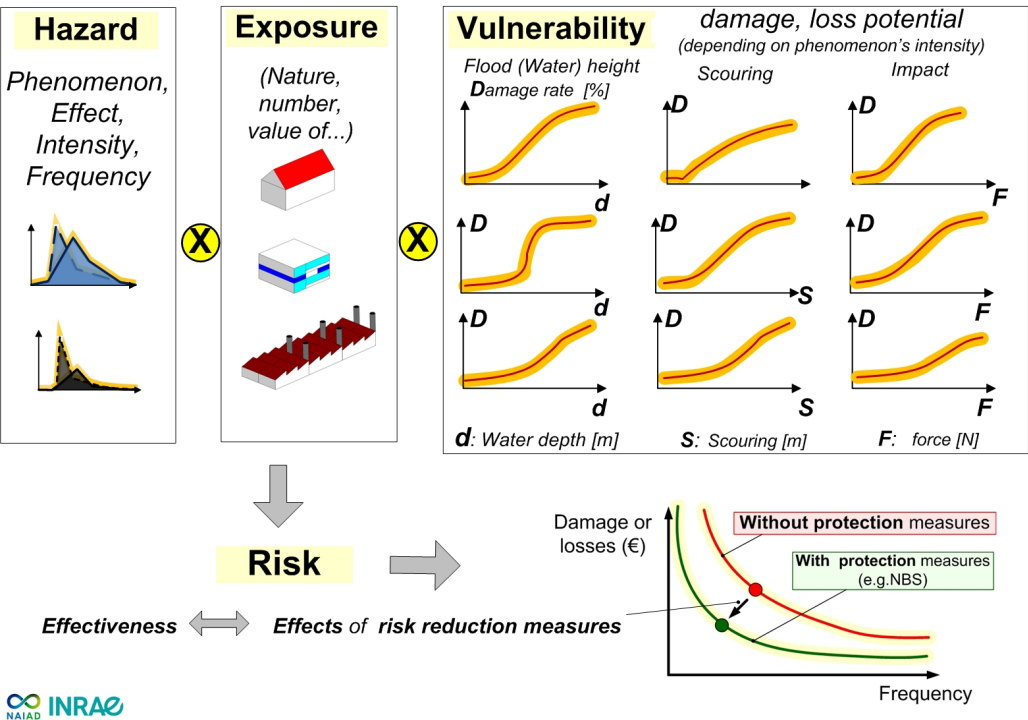 Hazard
Phenomenon,
Effect,
Intensity,
Frequency
X
Exposure
(Nature,
number,
value of...)
X
Vulnerability
damage, loss potential
(depending on phenomenon's intensity)
Flood (Water) height
Damage rate [%]
Scouring
Impact
d
D
D
F
D
d
D
S
D
F
D
d
D
S
D
F
d: Water depth [m]
S: Scouring [m]
F: force [N]
Risk
Effectiveness
Effects of risk reduction measures
Damage or
losses (€)
Without protection measures
With protection measures
(e.g.NBS)
Frequency
NAIAD
INRAE